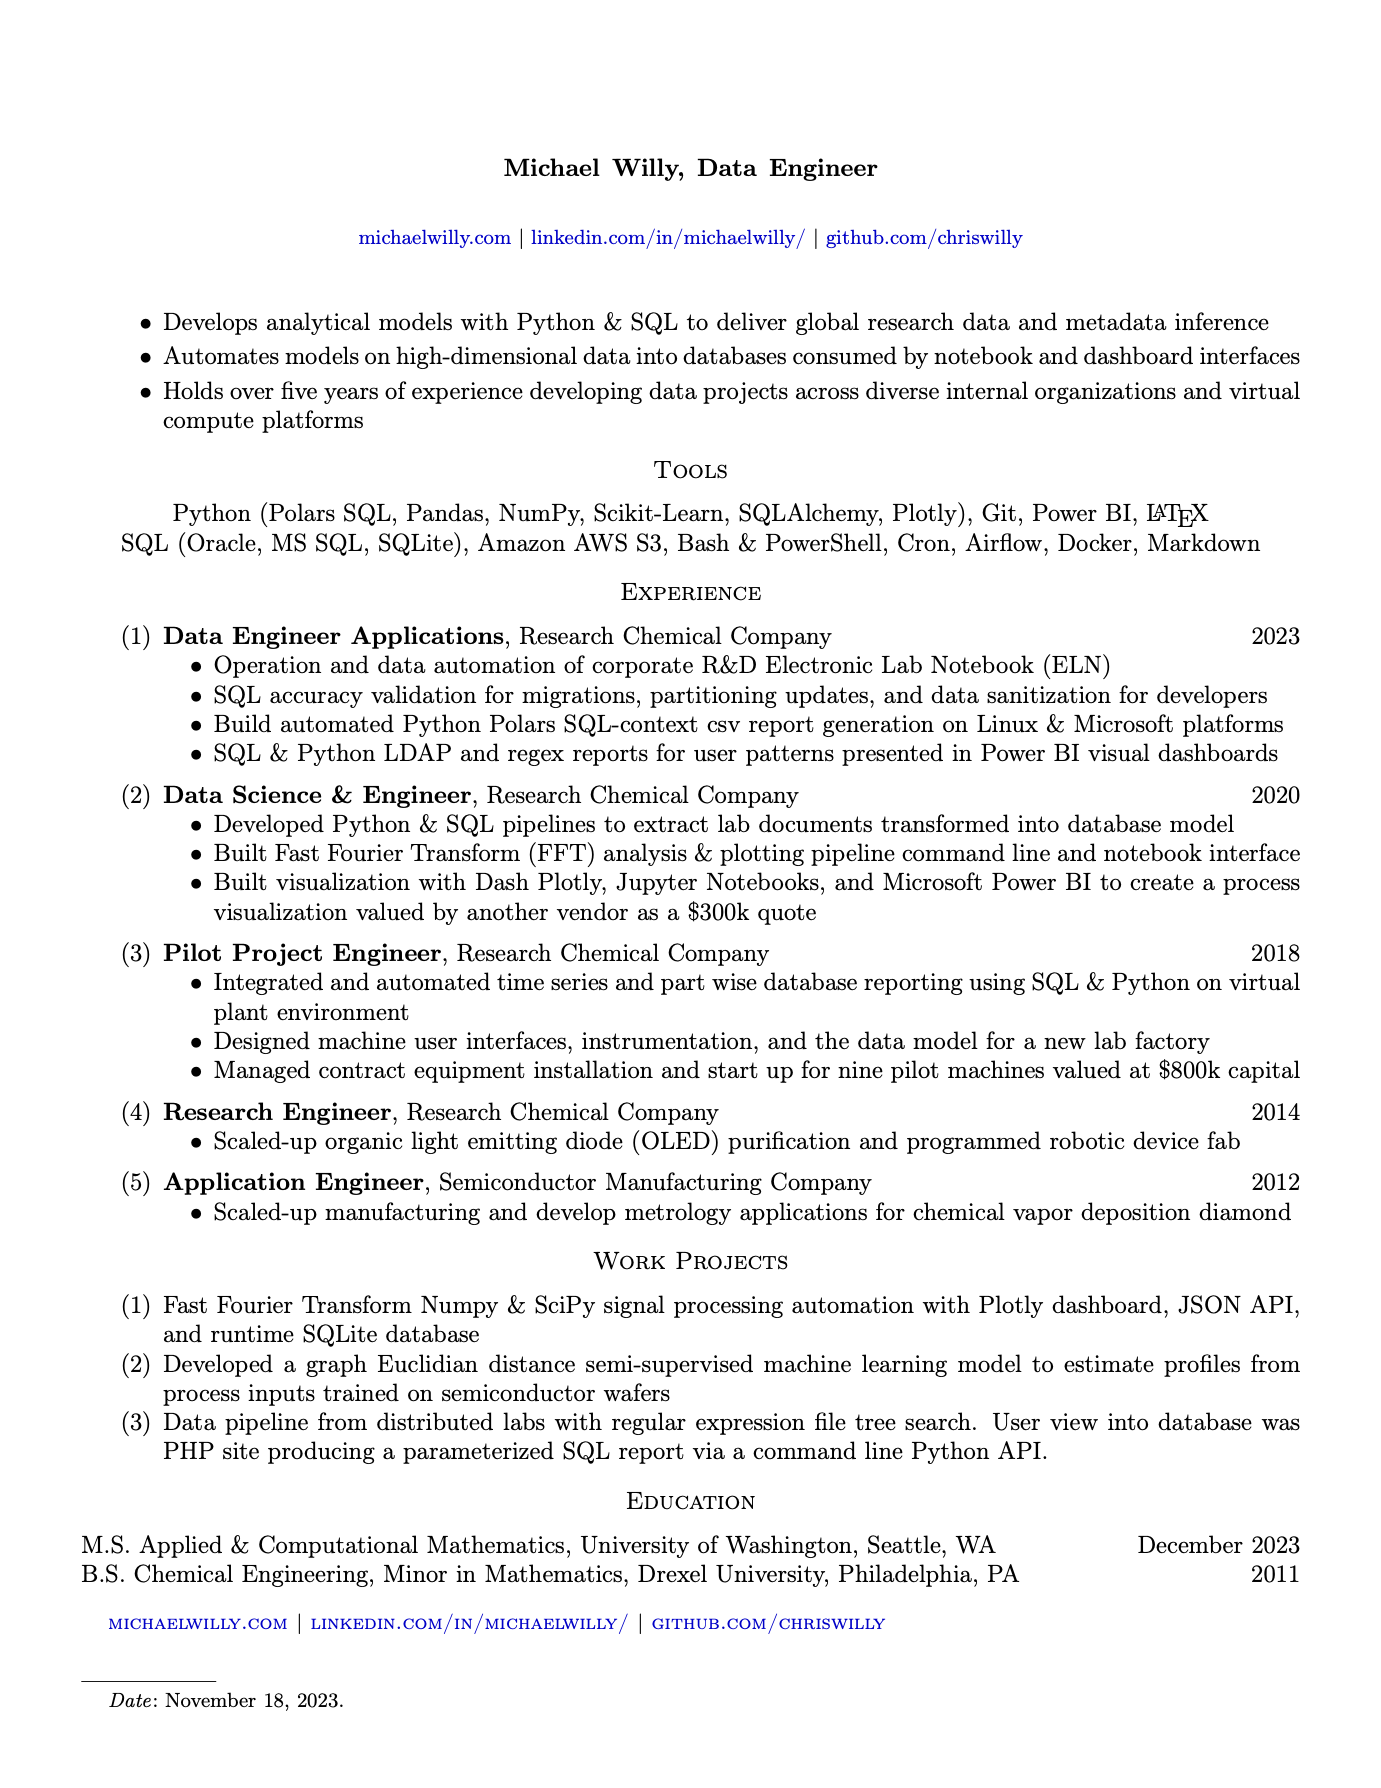 Michael Willy, Data Engineer
michaelwilly.com | linkedin.com/in/michaelwilly/ | github.com/chriswilly
• Develops analytical models with Python & SQL to deliver global research data and metadata inference
• Automates models on high-dimensional data into databases consumed by notebook and dashboard interfaces
• Holds over five years of experience developing data projects across diverse internal organizations and virtual
compute platforms
Tools
Python (Polars SQL, Pandas, NumPy, Scikit-Learn, SQLAlchemy, Plotly), Git, Power BI, LATEX
SQL (Oracle, MS SQL, SQLite), Amazon AWS S3, Bash & PowerShell, Cron, Airflow, Docker, Markdown
Experience
(1) Data Engineer Applications, Research Chemical Company 2023
• Operation and data automation of corporate R&D Electronic Lab Notebook (ELN)
• SQL accuracy validation for migrations, partitioning updates, and data sanitization for developers
• Build automated Python Polars SQL-context csv report generation on Linux & Microsoft platforms
• SQL & Python LDAP and regex reports for user patterns presented in Power BI visual dashboards
(2) Data Science & Engineer, Research Chemical Company 2020
• Developed Python & SQL pipelines to extract lab documents transformed into database model
• Built Fast Fourier Transform (FFT) analysis & plotting pipeline command line and notebook interface
• Built visualization with Dash Plotly, Jupyter Notebooks, and Microsoft Power BI to create a process
visualization valued by another vendor as a $300k quote
(3) Pilot Project Engineer, Research Chemical Company 2018
• Integrated and automated time series and part wise database reporting using SQL & Python on virtual
plant environment
• Designed machine user interfaces, instrumentation, and the data model for a new lab factory
• Managed contract equipment installation and start up for nine pilot machines valued at $800k capital
(4) Research Engineer, Research Chemical Company 2014
• Scaled-up organic light emitting diode (OLED) purification and programmed robotic device fab
(5) Application Engineer, Semiconductor Manufacturing Company 2012
• Scaled-up manufacturing and develop metrology applications for chemical vapor deposition diamond
Work Projects
(1) Fast Fourier Transform Numpy & SciPy signal processing automation with Plotly dashboard, JSON API,
and runtime SQLite database
(2) Developed a graph Euclidian distance semi-supervised machine learning model to estimate profiles from
process inputs trained on semiconductor wafers
(3) Data pipeline from distributed labs with regular expression file tree search. User view into database was
PHP site producing a parameterized SQL report via a command line Python API.
Education
M.S. Applied & Computational Mathematics, University of Washington, Seattle, WA December 2023
B.S. Chemical Engineering, Minor in Mathematics, Drexel University, Philadelphia, PA 2011
michaelwilly.com | linkedin.com/in/michaelwilly/ | github.com/chriswilly
Date: November 18, 2023.